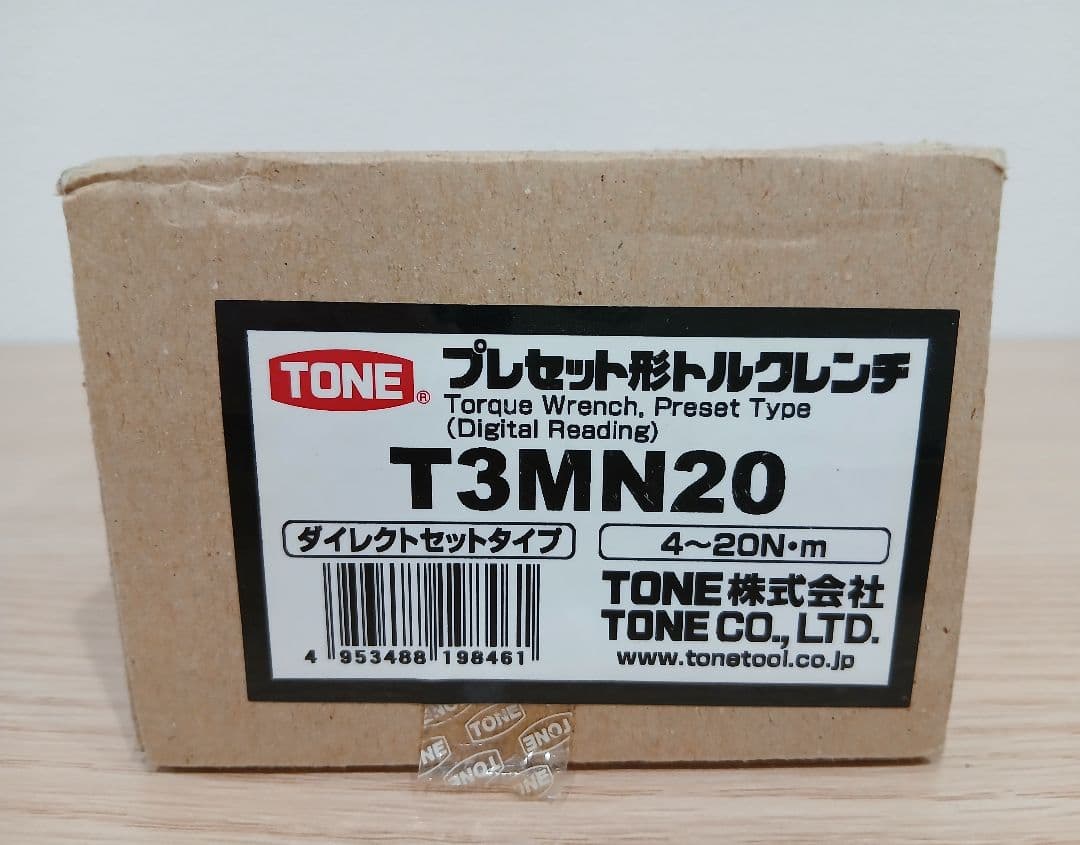 TONE®
プレセット形トルクレンチ
Torque Wrench, Preset Type
(Digital Reading)
T3MN20
ダイレクトセットタイプ
4〜20N・m
4 953488 198461
TONE株式会社
TONE CO., LTD.
www.tonetool.co.jp
TONE
TONE
NE
TONE
TONE